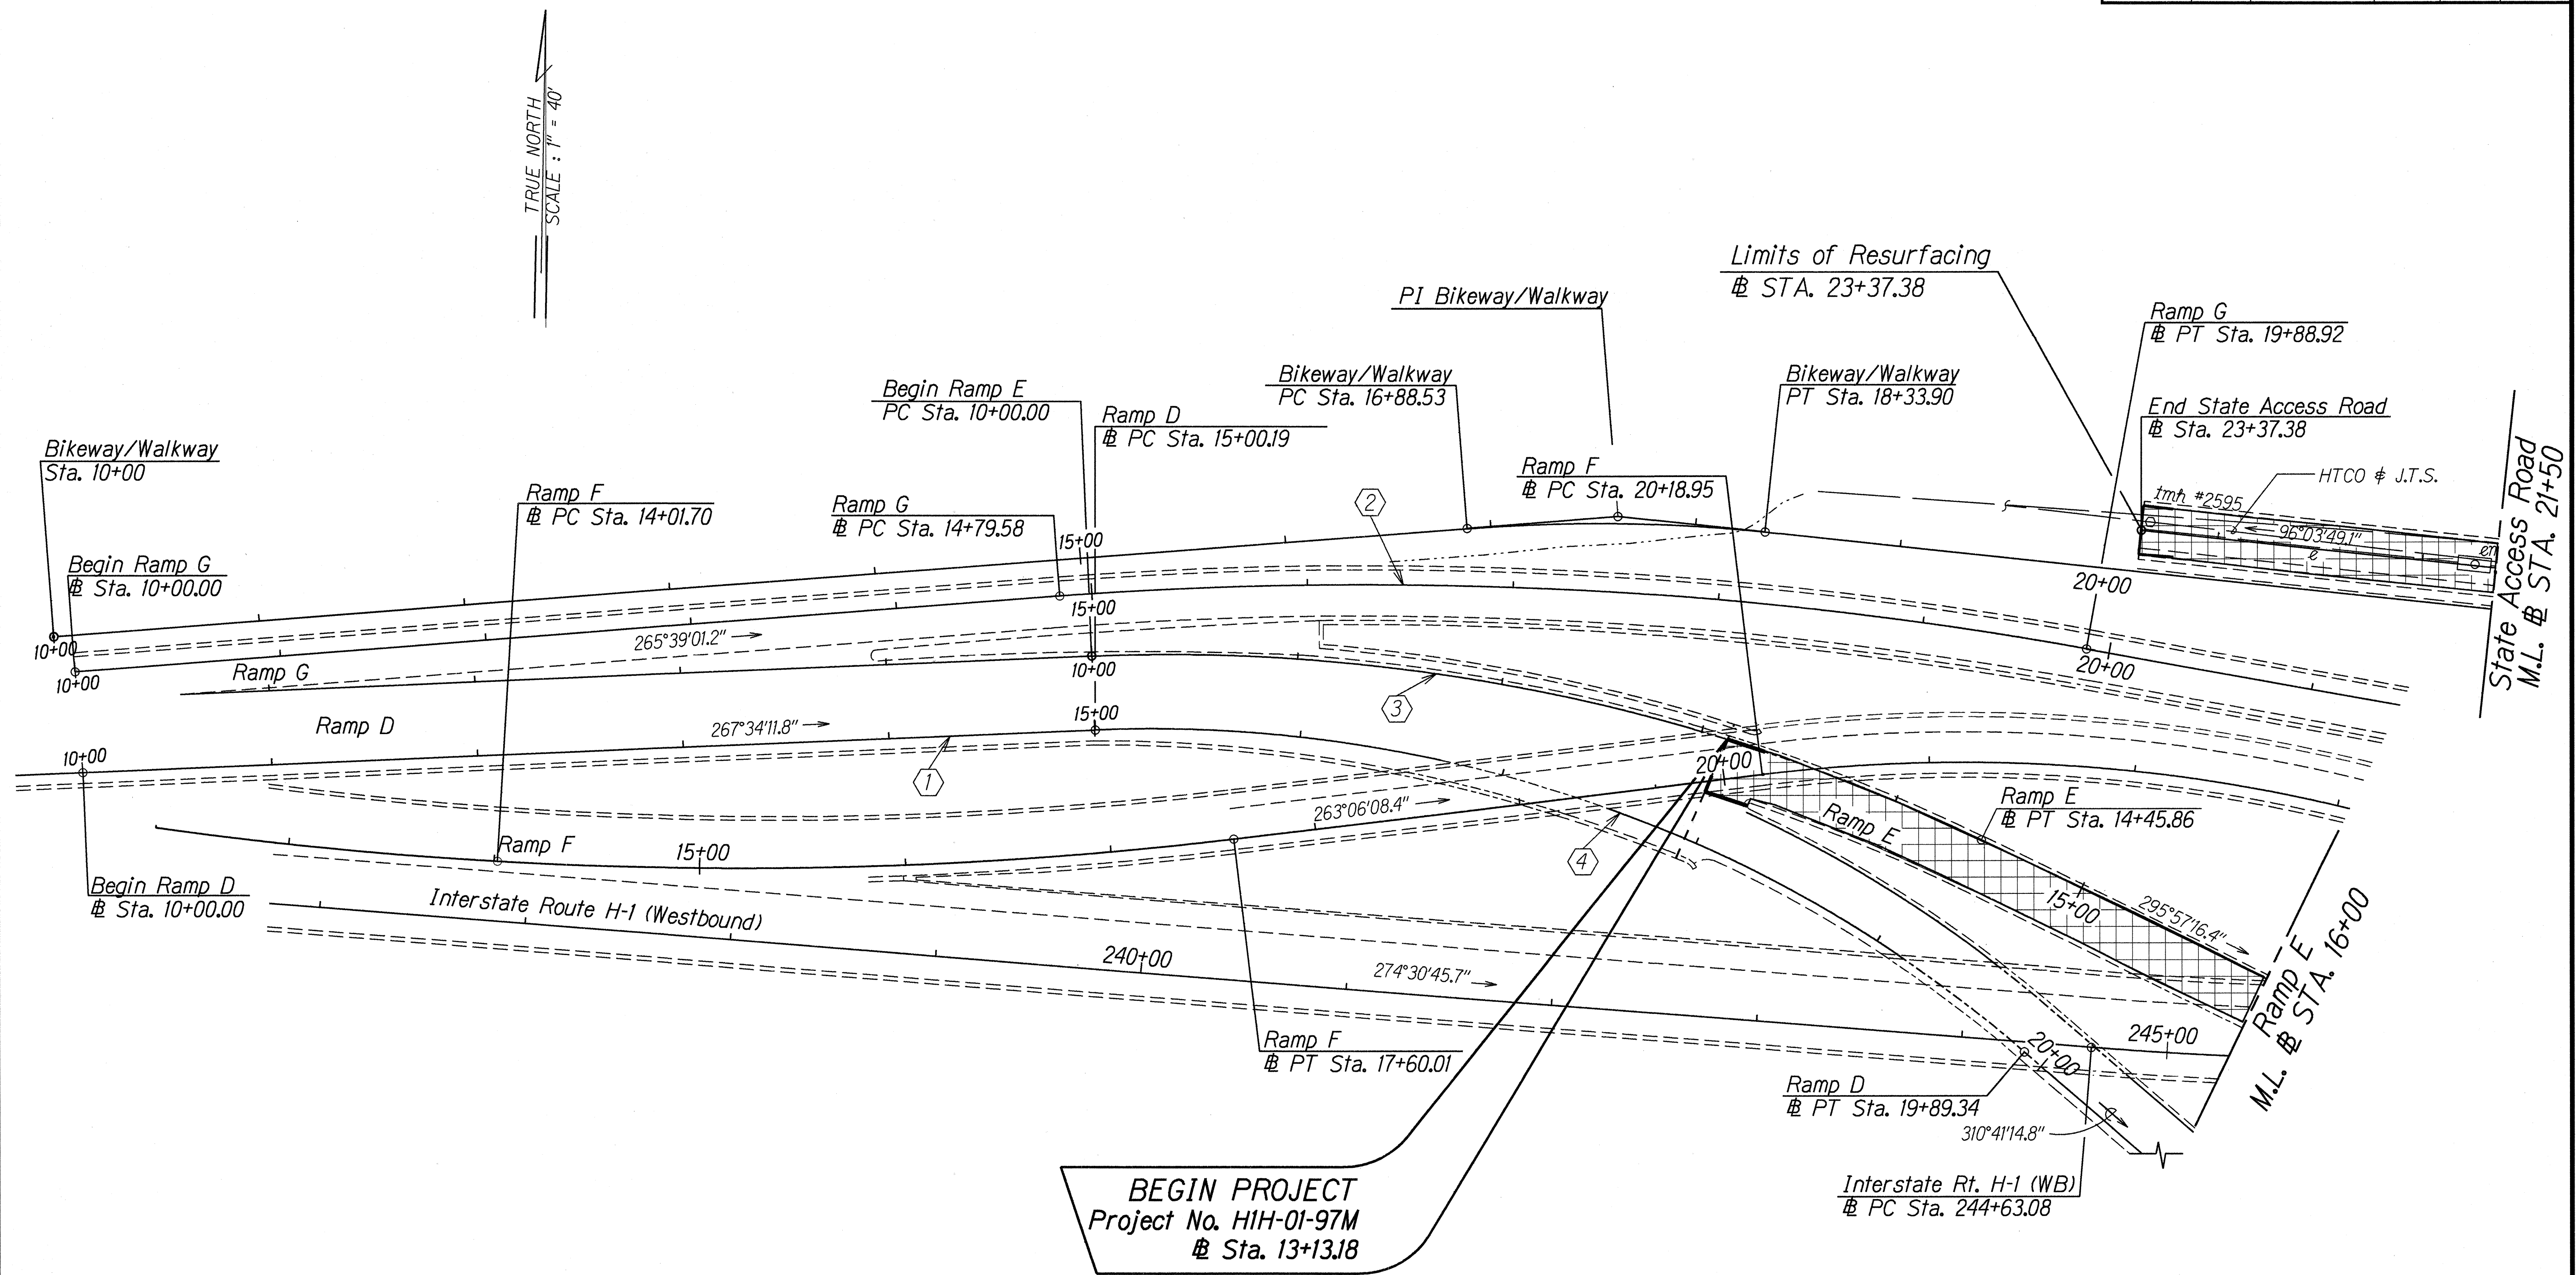 TRUE NORTH
SCALE : 1" = 40'
Limits of Resurfacing
℄ STA. 23+37.38
PI Bikeway/Walkway
Ramp G
℄ PT Sta. 19+88.92
Begin Ramp E
PC Sta. 10+00.00
Bikeway/Walkway
PC Sta. 16+88.53
Bikeway/Walkway
PT Sta. 18+33.90
Ramp D
℄ PC Sta. 15+00.19
End State Access Road
℄ Sta. 23+37.38
Bikeway/Walkway
Sta. 10+00
Ramp F
℄ PC Sta. 14+01.70
Ramp G
℄ PC Sta. 14+79.58
Ramp F
℄ PC Sta. 20+18.95
HTCO & J.T.S.
tmh #2595
2
96°03'49.1"
e
em
State Access Road
M.L. ℄ STA. 21+50
15+00
Begin Ramp G
℄ Sta. 10+00.00
20+00
15+00
10+00
265°39'01.2"
10+00
Ramp G
10+00
20+00
3
Ramp D
267°34'11.8"
15+00
10+00
1
20+00
263°06'08.4"
Ramp E
Ramp E
℄ PT Sta. 14+45.86
Ramp F
15+00
4
Begin Ramp D
℄ Sta. 10+00.00
Interstate Route H-1 (Westbound)
15+00
295°57'16.4"
240+00
274°30'45.7"
Ramp E
M.L. ℄ STA. 16+00
245+00
20+00
Ramp F
℄ PT Sta. 17+60.01
Ramp D
℄ PT Sta. 19+89.34
310°41'14.8"
Interstate Rt. H-1 (WB)
℄ PC Sta. 244+63.08
BEGIN PROJECT
Project No. H1H-01-97M
℄ Sta. 13+13.18